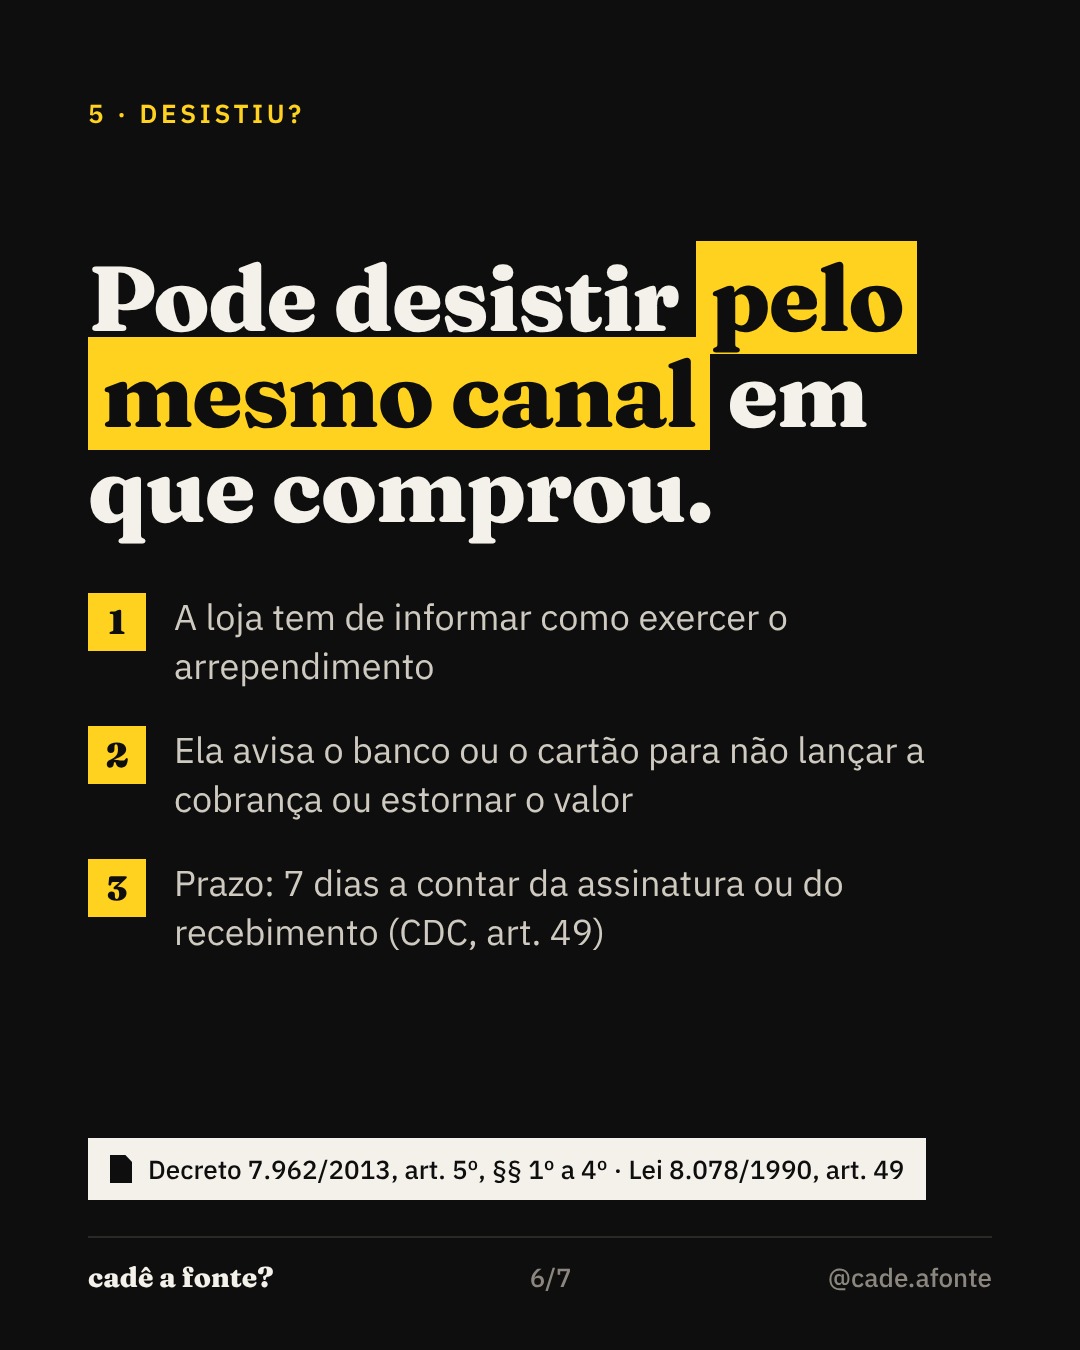 5 · DESISTIU?
Pode desistir pelo
mesmo canal em
que comprou.
1 A loja tem de informar como exercer o
arrependimento
2 Ela avisa o banco ou o cartão para não lançar a
cobrança ou estornar o valor
3 Prazo: 7 dias a contar da assinatura ou do
recebimento (CDC, art. 49)
Decreto 7.962/2013, art. 5º, §§ 1º a 4º · Lei 8.078/1990, art. 49
cadê a fonte? 6/7 @cade.afonte